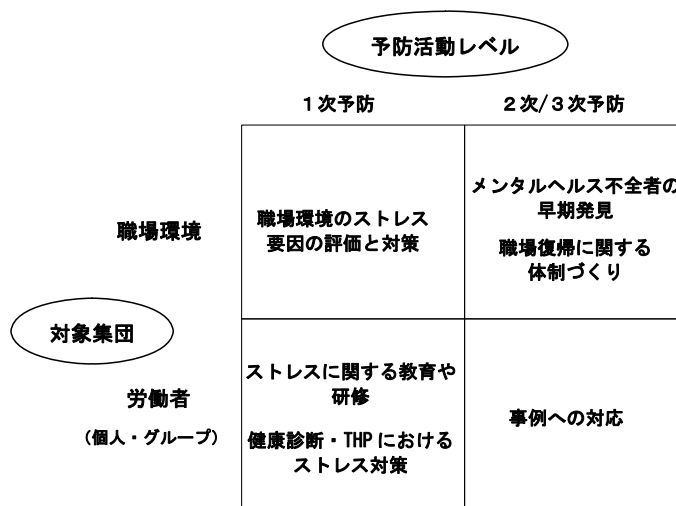 予防活動レベル
1次予防
2次/3次予防
職場環境
職場環境のストレス
要因の評価と対策
メンタルヘルス不全者の
早期発見
職場復帰に関する
体制づくり
対象集団
労働者
(個人・グループ)
ストレスに関する教育や
研修
健康診断・THPにおける
ストレス対策
事例への対応